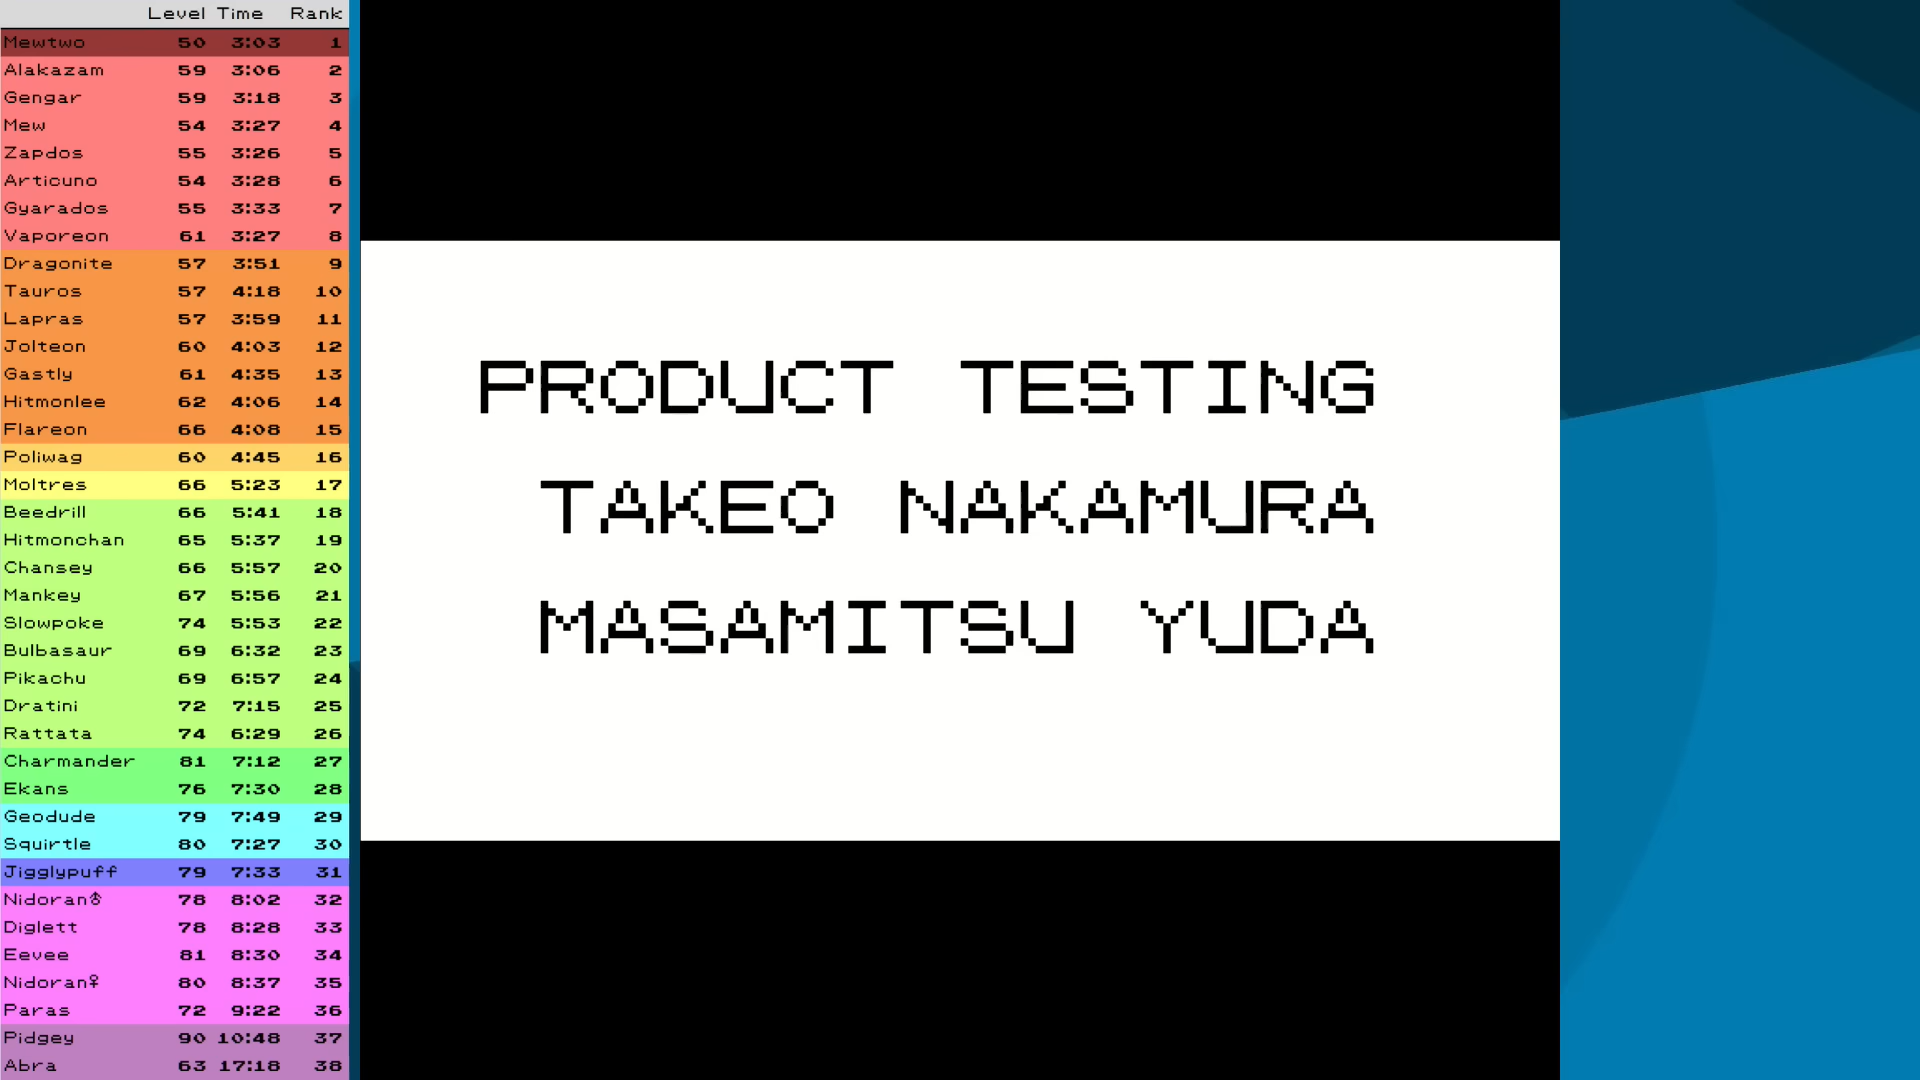 Level Time Rank
Mewtwo 50 3:03 1
Alakazam 59 3:06 2
Gengar 59 3:18 3
Mew 54 3:27 4
Zapdos 55 3:26 5
Articuno 54 3:28 6
Gyarados 55 3:33 7
Vaporeon 61 3:27 8
Dragonite 57 3:51 9
Tauros 57 4:18 10
Lapras 57 3:59 11
Jolteon 60 4:03 12
Gastly 61 4:35 13
Hitmonlee 62 4:06 14
Flareon 66 4:08 15
Poliwag 60 4:45 16
Moltres 66 5:23 17
Beedrill 66 5:41 18
Hitmonchan 65 5:37 19
Chansey 66 5:57 20
Mankey 67 5:56 21
Slowpoke 74 5:53 22
Bulbasaur 69 6:32 23
Pikachu 69 6:57 24
Dratini 72 7:15 25
Rattata 74 6:29 26
Charmander 81 7:12 27
Ekans 76 7:30 28
Geodude 79 7:49 29
Squirtle 80 7:27 30
Jigglypuff 79 7:33 31
Nidoran♂ 78 8:02 32
Diglett 78 8:28 33
Eevee 81 8:30 34
Nidoran♀ 80 8:37 35
Paras 72 9:22 36
Pidgey 90 10:48 37
Abra 63 17:18 38
PRODUCT TESTING
TAKEO NAKAMURA
MASAMITSU YUDA